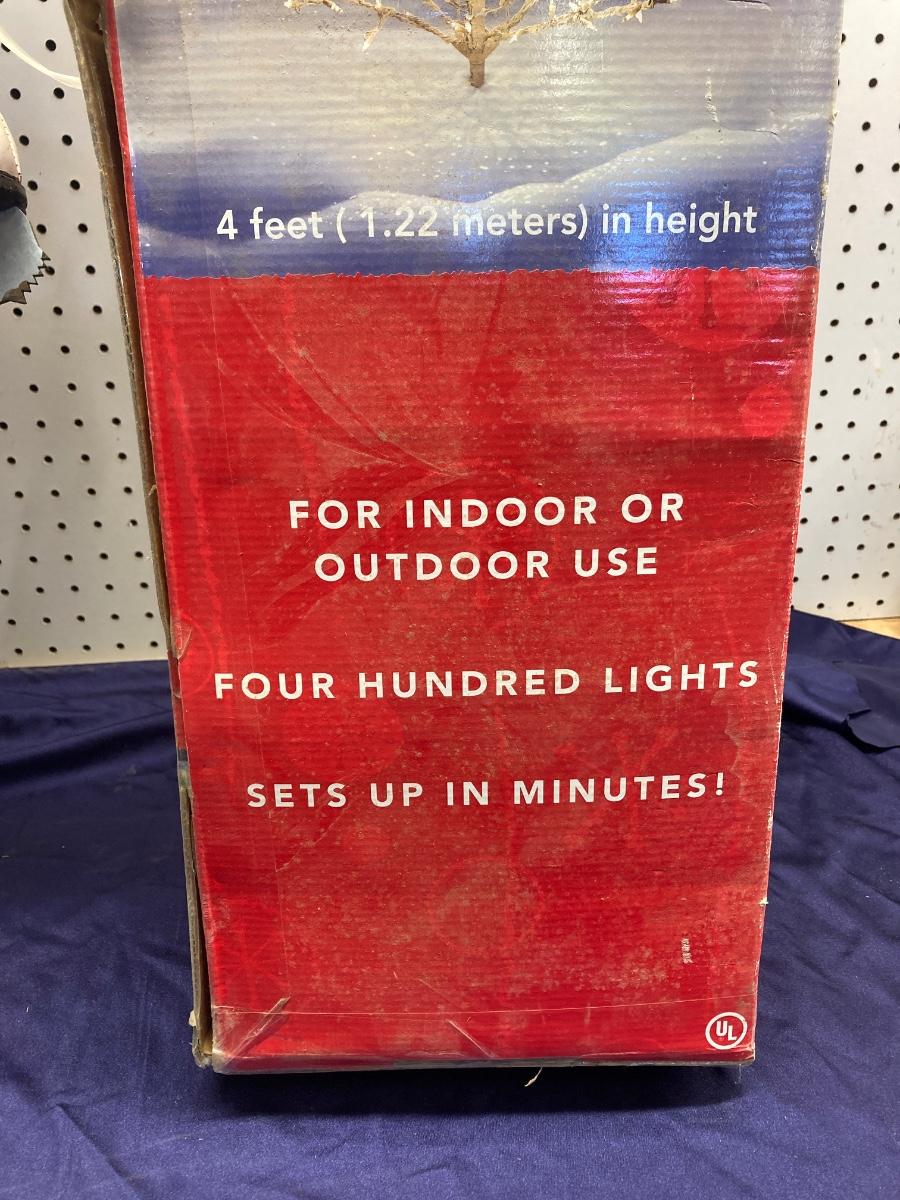 4 feet ( 1.22 meters) in height
FOR INDOOR OR
OUTDOOR USE
FOUR HUNDRED LIGHTS
SETS UP IN MINUTES!
UL